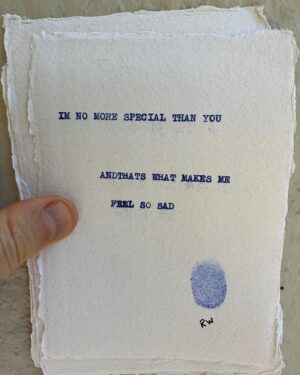 IM NO MORE SPECIAL THAN YOU
ANDTHATS WHAT MAKES ME
FEEL SO SAD
RW